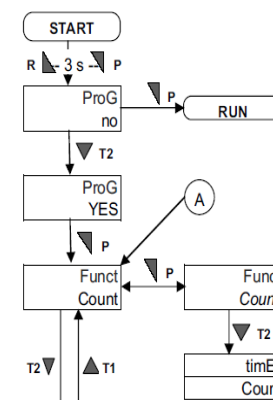 START
R 3 s P
ProG
no
P
RUN
T2
ProG
YES
P
A
Funct
Count
P
T2
T1
T2